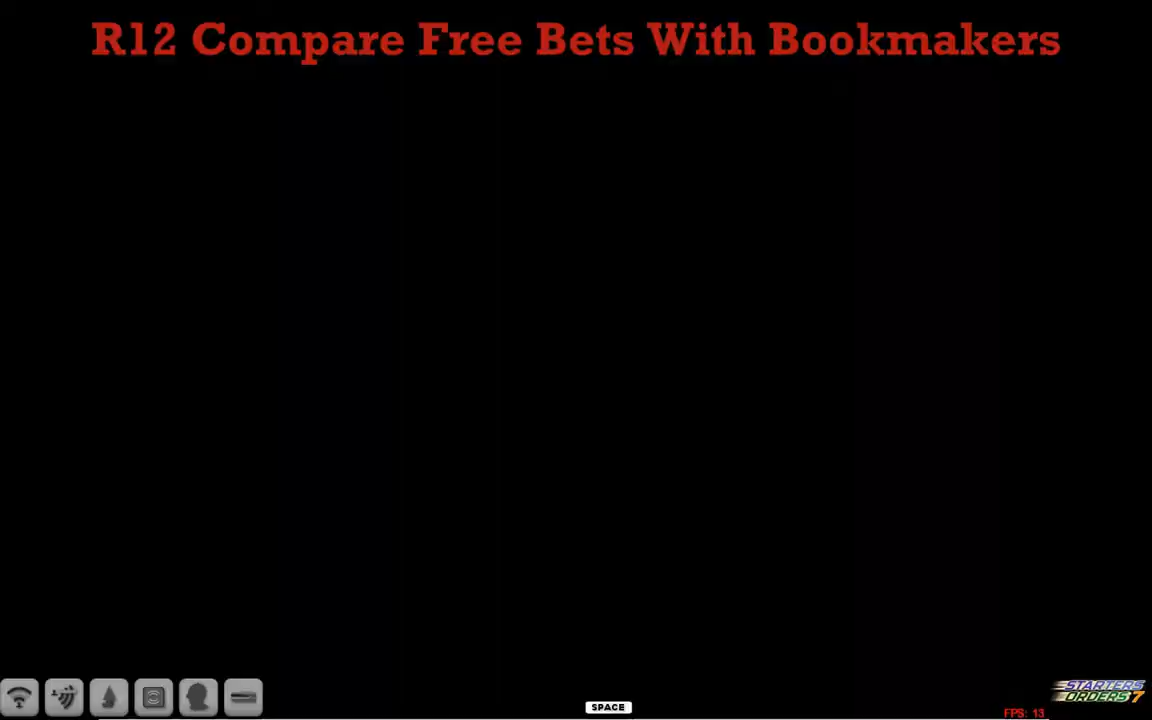 R12 Compare Free Bets With Bookmakers
SPACE
STARTERS
ORDERS 7
FPS: 13